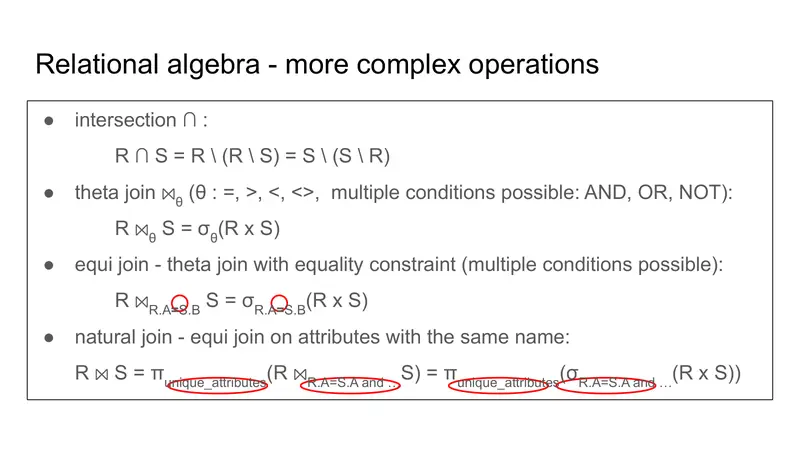 Relational algebra - more complex operations
● intersection ∩ :
R ∩ S = R \ (R \ S) = S \ (S \ R)
● theta join ⋈θ (θ : =, >, <, <>, multiple conditions possible: AND, OR, NOT):
R ⋈θ S = σθ(R x S)
● equi join - theta join with equality constraint (multiple conditions possible):
R ⋈R.A=S.B S = σR.A=S.B(R x S)
● natural join - equi join on attributes with the same name:
R ⋈ S = πunique_attributes(R ⋈R.A=S.A and … S) = πunique_attributes(σR.A=S.A and …(R x S))